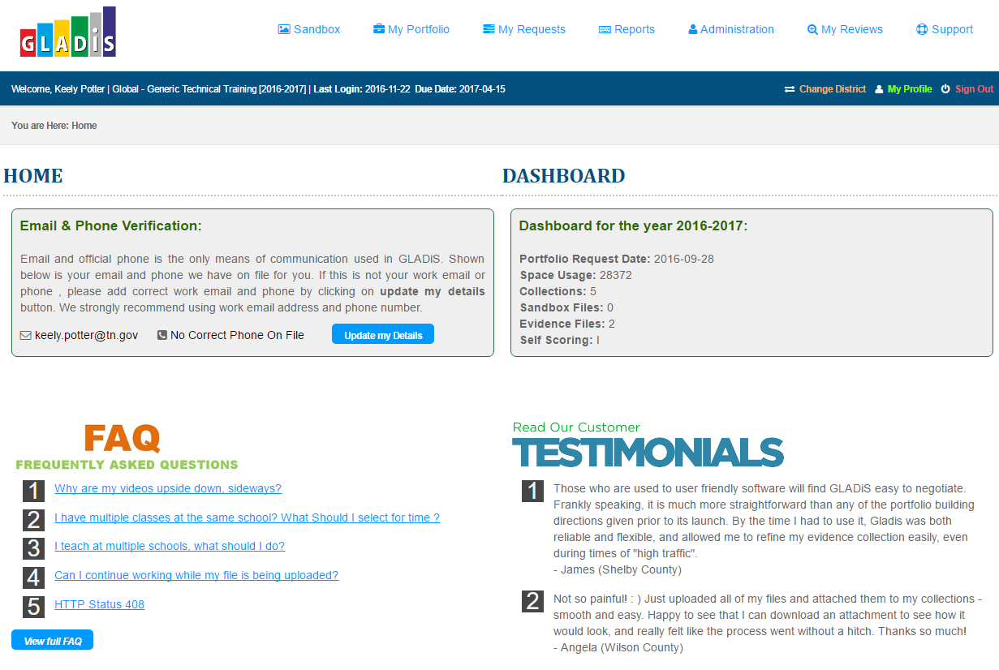 GLADiS
Sandbox My Portfolio My Requests Reports Administration My Reviews Support
Welcome, Keely Potter | Global - Generic Technical Training [2016-2017] | Last Login: 2016-11-22 Due Date: 2017-04-15
Change District My Profile Sign Out
You are Here: Home
HOME
Email & Phone Verification:
Email and official phone is the only means of communication used in GLADiS. Shown
below is your email and phone we have on file for you. If this is not your work email or
phone , please add correct work email and phone by clicking on update my details
button. We strongly recommend using work email address and phone number.
keely.potter@tn.gov No Correct Phone On File Update my Details
DASHBOARD
Dashboard for the year 2016-2017:
Portfolio Request Date: 2016-09-28
Space Usage: 28372
Collections: 5
Sandbox Files: 0
Evidence Files: 2
Self Scoring: I
FAQ
FREQUENTLY ASKED QUESTIONS
1 Why are my videos upside down, sideways?
2 I have multiple classes at the same school? What Should I select for time ?
3 I teach at multiple schools, what should I do?
4 Can I continue working while my file is being uploaded?
5 HTTP Status 408
View full FAQ
Read Our Customer
TESTIMONIALS
1 Those who are used to user friendly software will find GLADiS easy to negotiate.
Frankly speaking, it is much more straightforward than any of the portfolio building
directions given prior to its launch. By the time I had to use it, Gladis was both
reliable and flexible, and allowed me to refine my evidence collection easily, even
during times of "high traffic".
- James (Shelby County)
2 Not so painful! : ) Just uploaded all of my files and attached them to my collections -
smooth and easy. Happy to see that I can download an attachment to see how it
would look, and really felt like the process went without a hitch. Thanks so much!
- Angela (Wilson County)